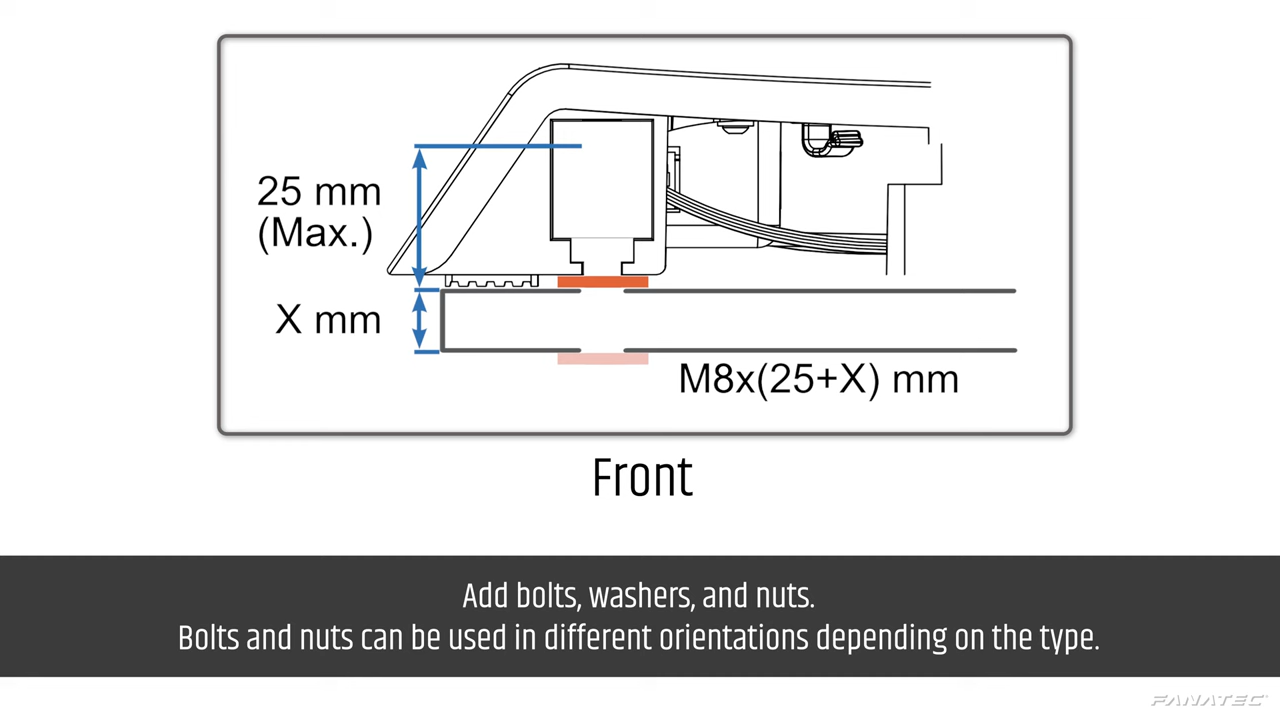 25 mm
(Max.)
X mm
M8x(25+X) mm
Front
Add bolts, washers, and nuts.
Bolts and nuts can be used in different orientations depending on the type.
FANATEC